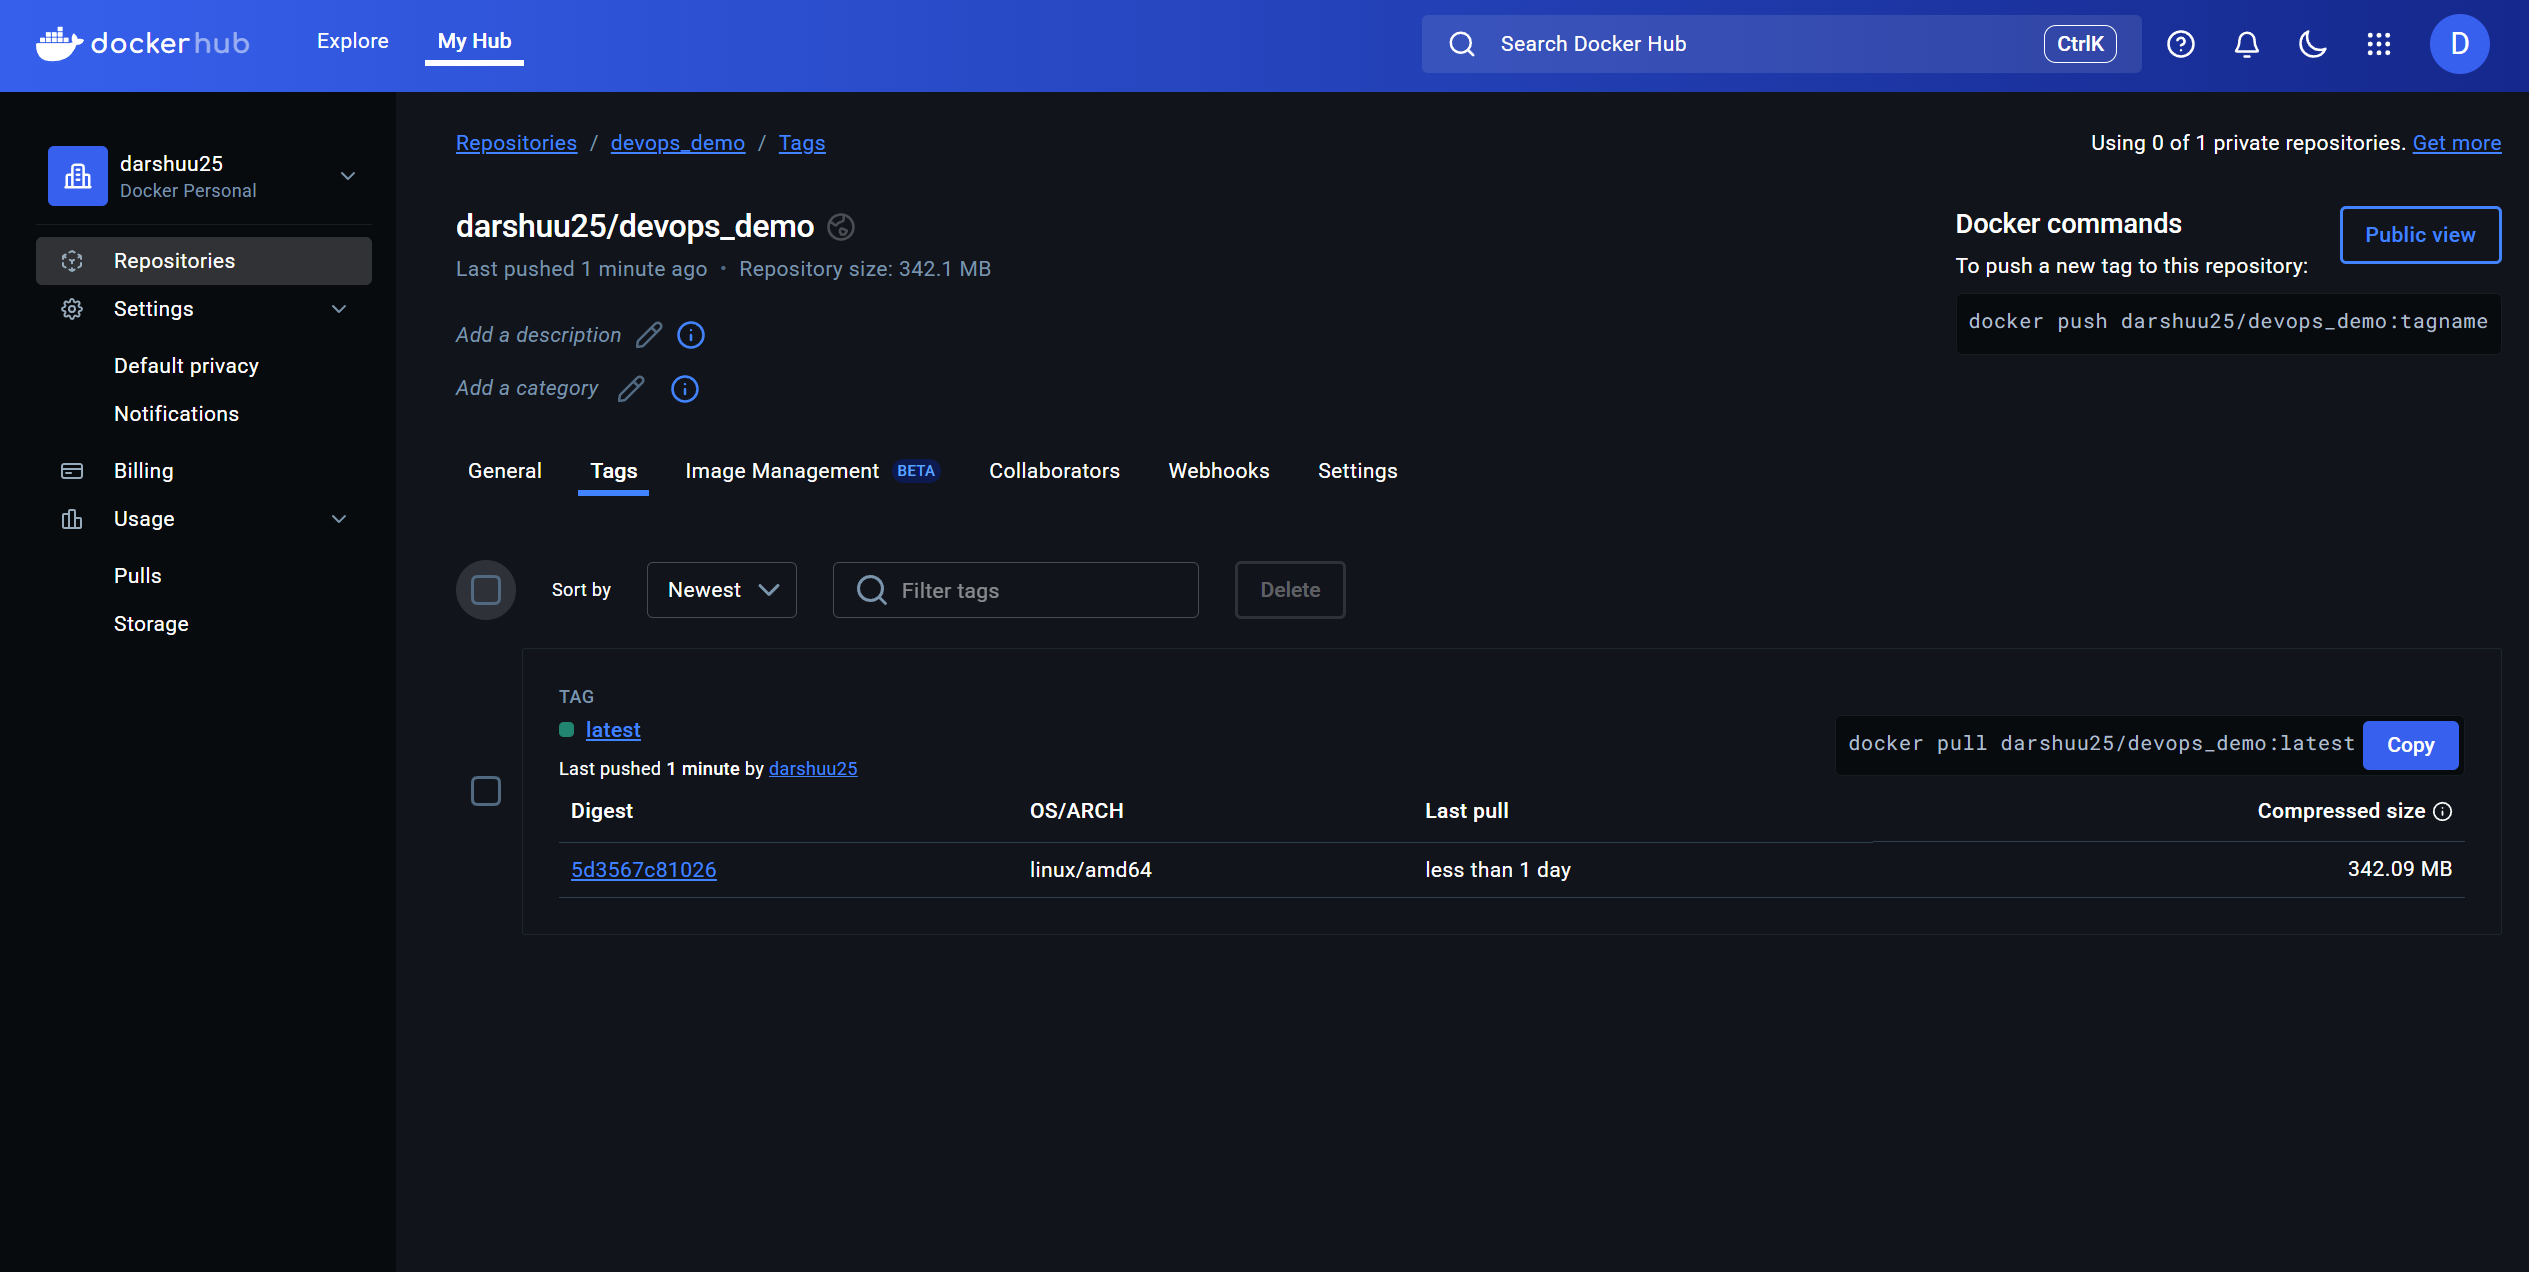 dockerhub
Explore
My Hub
Search Docker Hub
CtrlK
D
darshuu25
Docker Personal
Repositories
Settings
Default privacy
Notifications
Billing
Usage
Pulls
Storage
Repositories / devops_demo / Tags
Using 0 of 1 private repositories. Get more
darshuu25/devops_demo
Last pushed 1 minute ago • Repository size: 342.1 MB
Add a description
Add a category
Docker commands
Public view
To push a new tag to this repository:
docker push darshuu25/devops_demo:tagname
General
Tags
Image Management BETA
Collaborators
Webhooks
Settings
Sort by
Newest
Filter tags
Delete
TAG
latest
Last pushed 1 minute by darshuu25
docker pull darshuu25/devops_demo:latest
Copy
Digest OS/ARCH Last pull Compressed size
5d3567c81026 linux/amd64 less than 1 day 342.09 MB